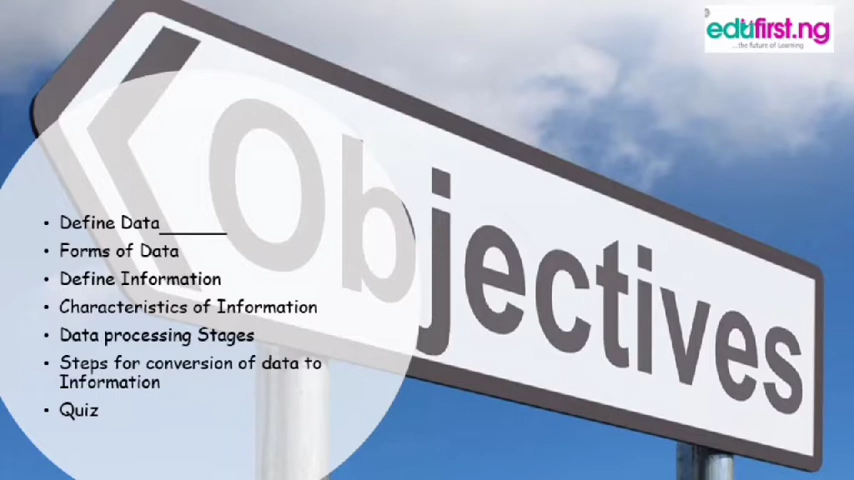 edufirst.ng
...the future of Learning
Objectives
• Define Data______
• Forms of Data
• Define Information
• Characteristics of Information
• Data processing Stages
• Steps for conversion of data to
Information
• Quiz